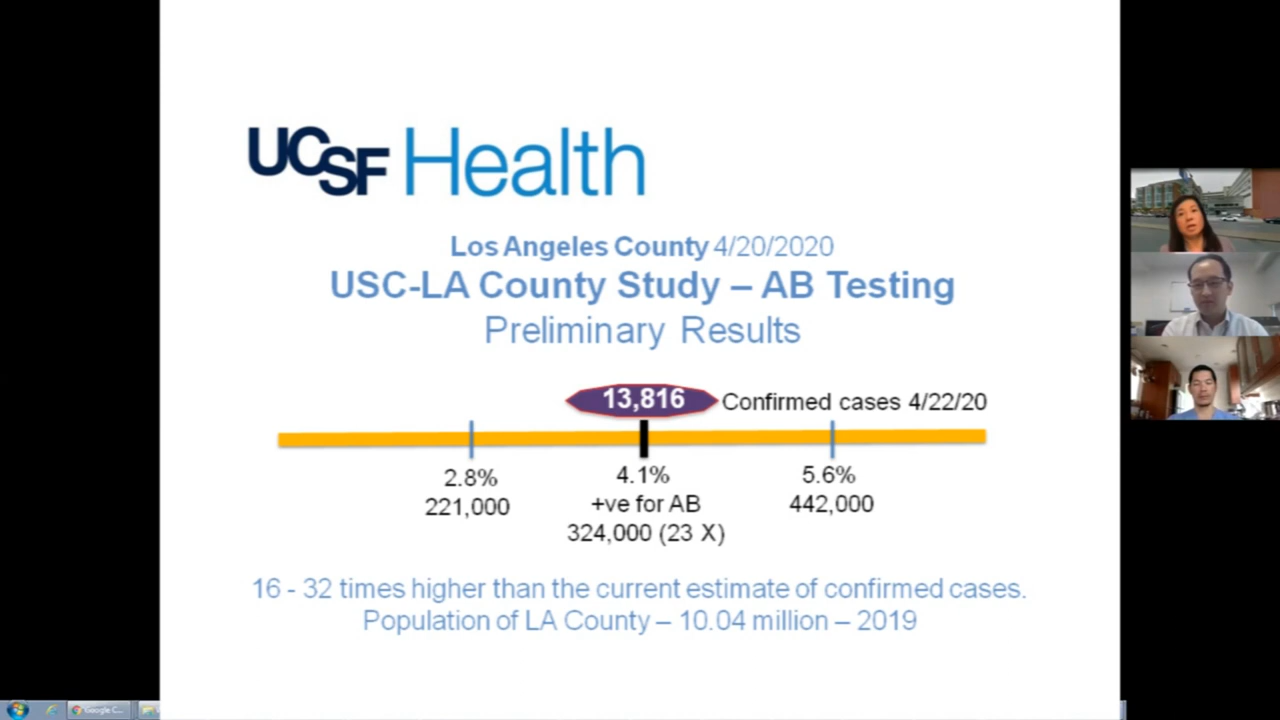 UCSF Health
Los Angeles County 4/20/2020
USC-LA County Study – AB Testing
Preliminary Results
13,816 Confirmed cases 4/22/20
2.8% 4.1% 5.6%
221,000 +ve for AB 442,000
324,000 (23 X)
16 - 32 times higher than the current estimate of confirmed cases.
Population of LA County – 10.04 million – 2019
Google C...